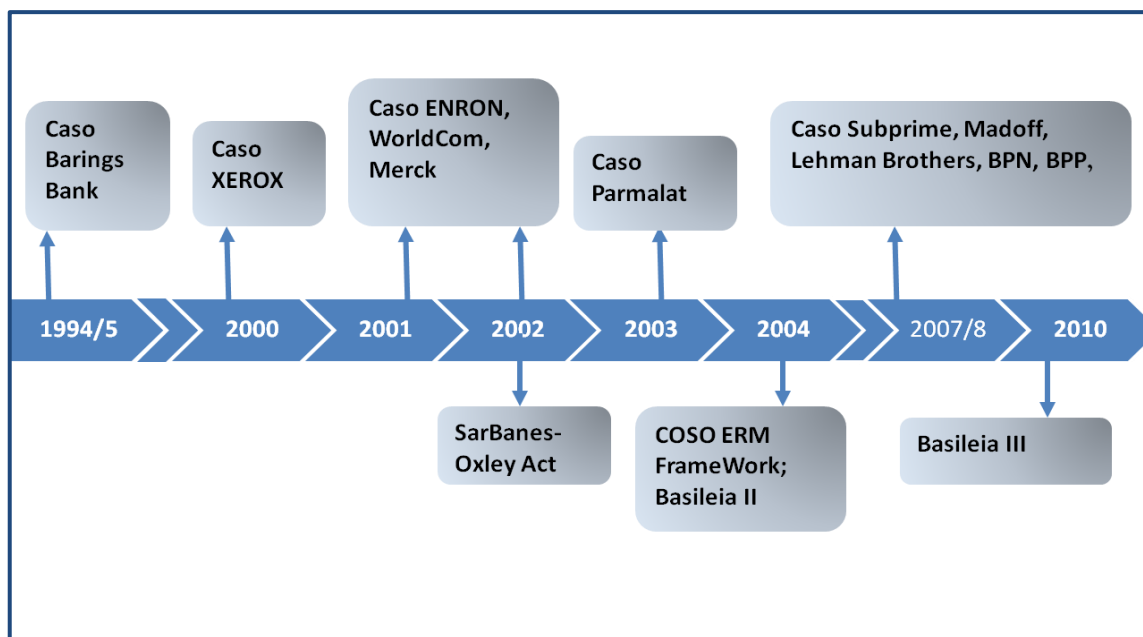 Caso
Barings
Bank
Caso
XEROX
Caso ENRON,
WorldCom,
Merck
Caso
Parmalat
Caso Subprime, Madoff,
Lehman Brothers, BPN, BPP,
1994/5
2000
2001
2002
2003
2004
2007/8
2010
SarBanes-
Oxley Act
COSO ERM
FrameWork;
Basileia II
Basileia III